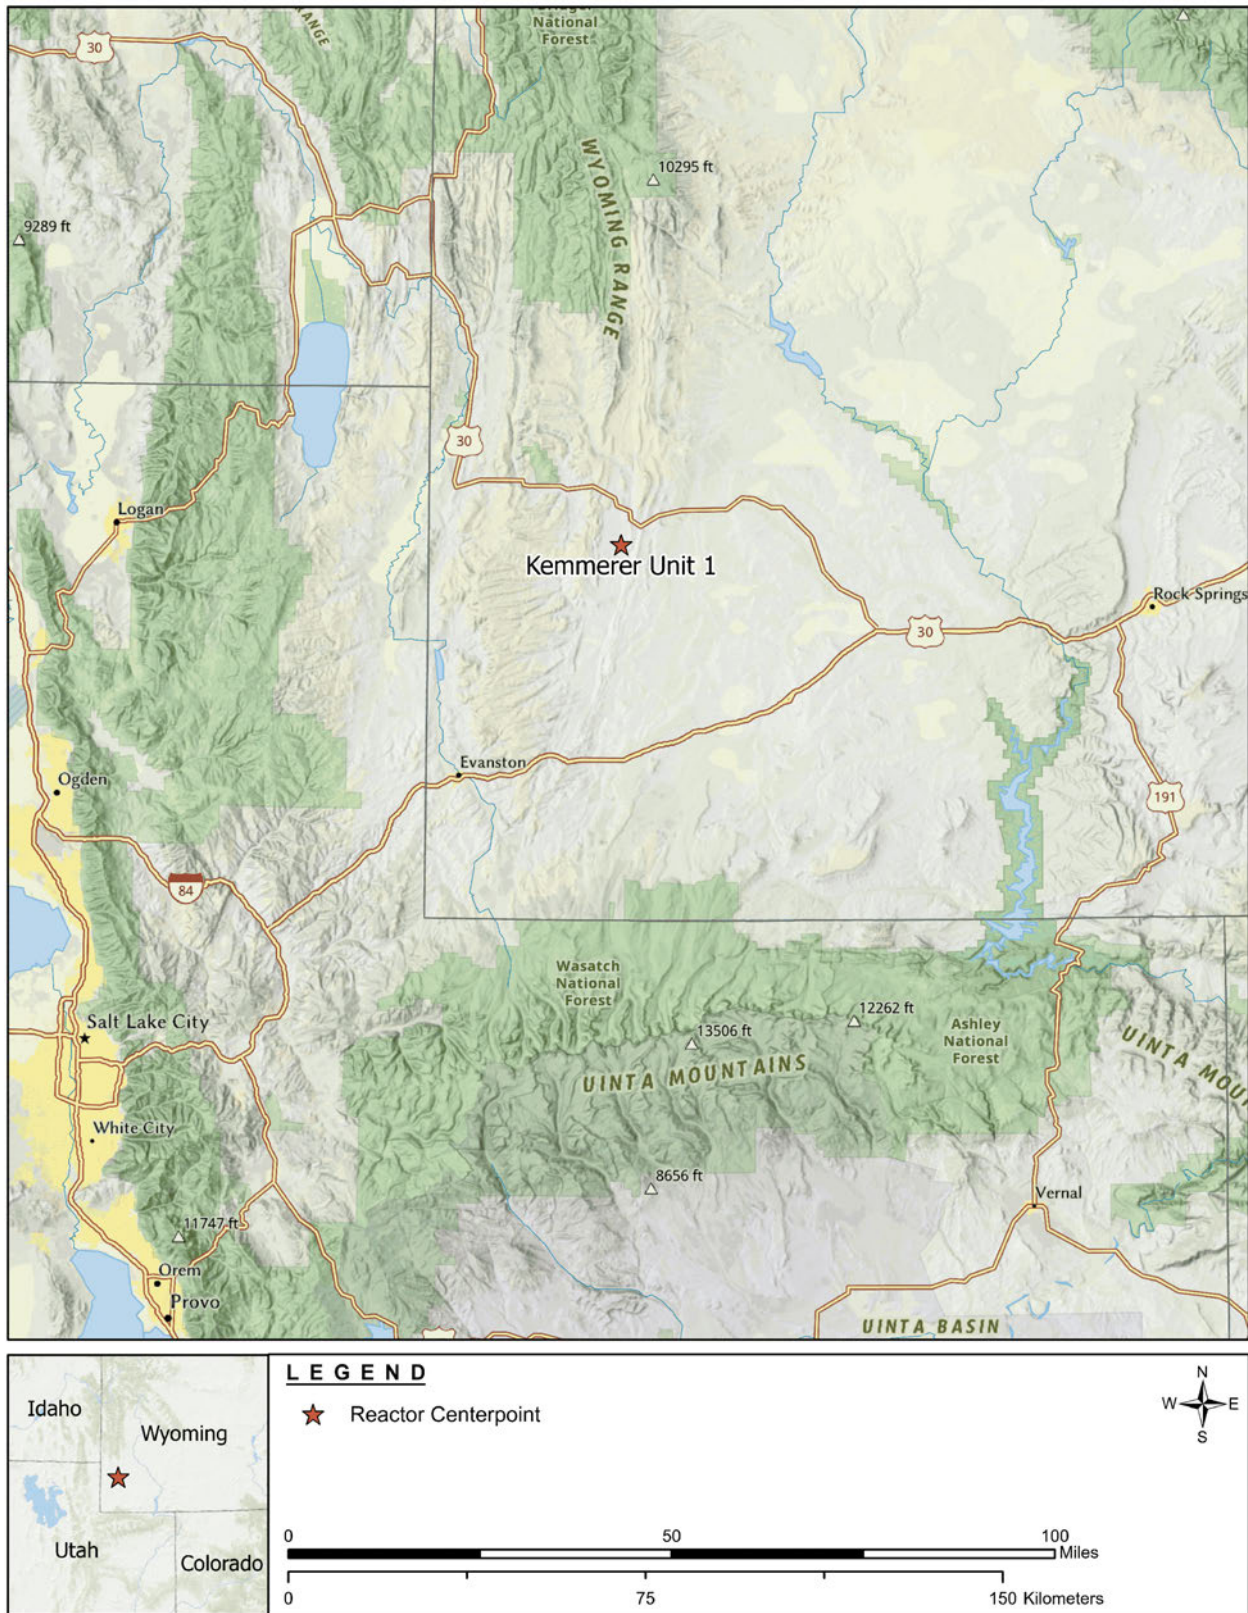 National
Forest
30
RANGE
WYOMING RANGE
10295 ft
9289 ft
30
Logan
Kemmerer Unit 1
Rock Springs
30
Evanston
Ogden
191
84
Wasatch
National
Forest
12262 ft
Salt Lake City
13506 ft
Ashley
National
Forest
UINTA MOUNTAINS
UINTA MOUN
White City
8656 ft
Vernal
11747 ft
Orem
Provo
UINTA BASIN
LEGEND
Reactor Centerpoint
N
W E
S
Idaho
Wyoming
Utah
Colorado
0 50 100
Miles
0 75 150 Kilometers